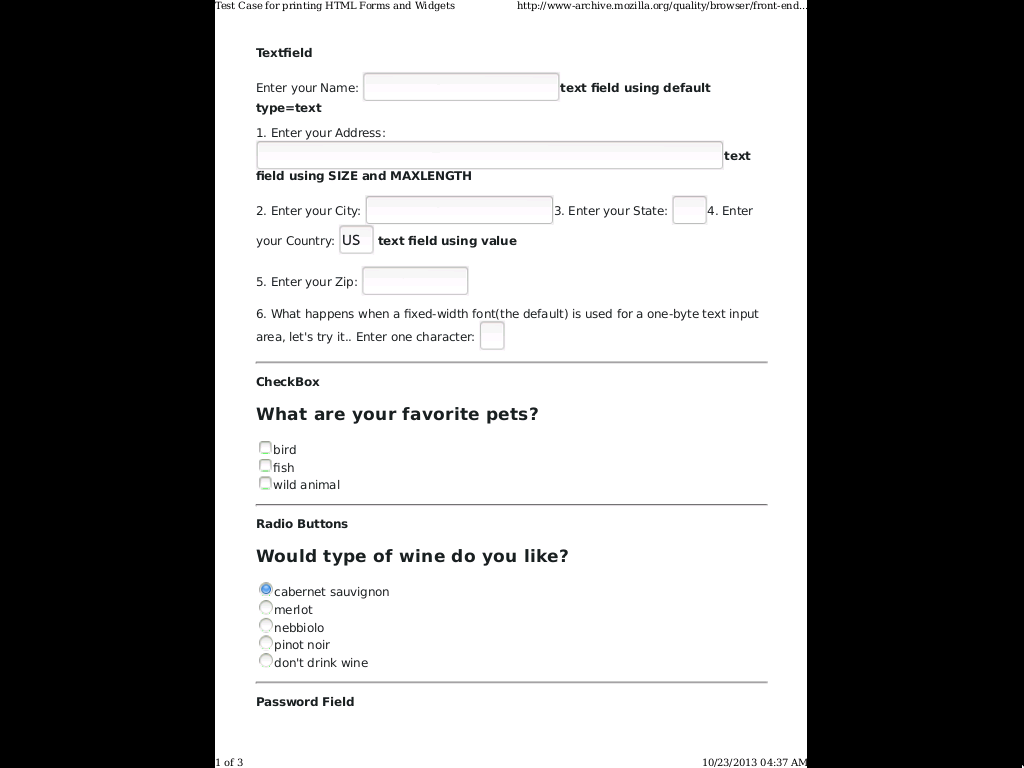 Test Case for printing HTML Forms and Widgets http://www-archive.mozilla.org/quality/browser/front-end...
Textfield
Enter your Name: text field using default
type=text
1. Enter your Address:
text
field using SIZE and MAXLENGTH
2. Enter your City: 3. Enter your State: 4. Enter
your Country: US text field using value
5. Enter your Zip:
6. What happens when a fixed-width font(the default) is used for a one-byte text input
area, let's try it.. Enter one character:
CheckBox
What are your favorite pets?
bird
fish
wild animal
Radio Buttons
Would type of wine do you like?
cabernet sauvignon
merlot
nebbiolo
pinot noir
don't drink wine
Password Field
1 of 3 10/23/2013 04:37 AM